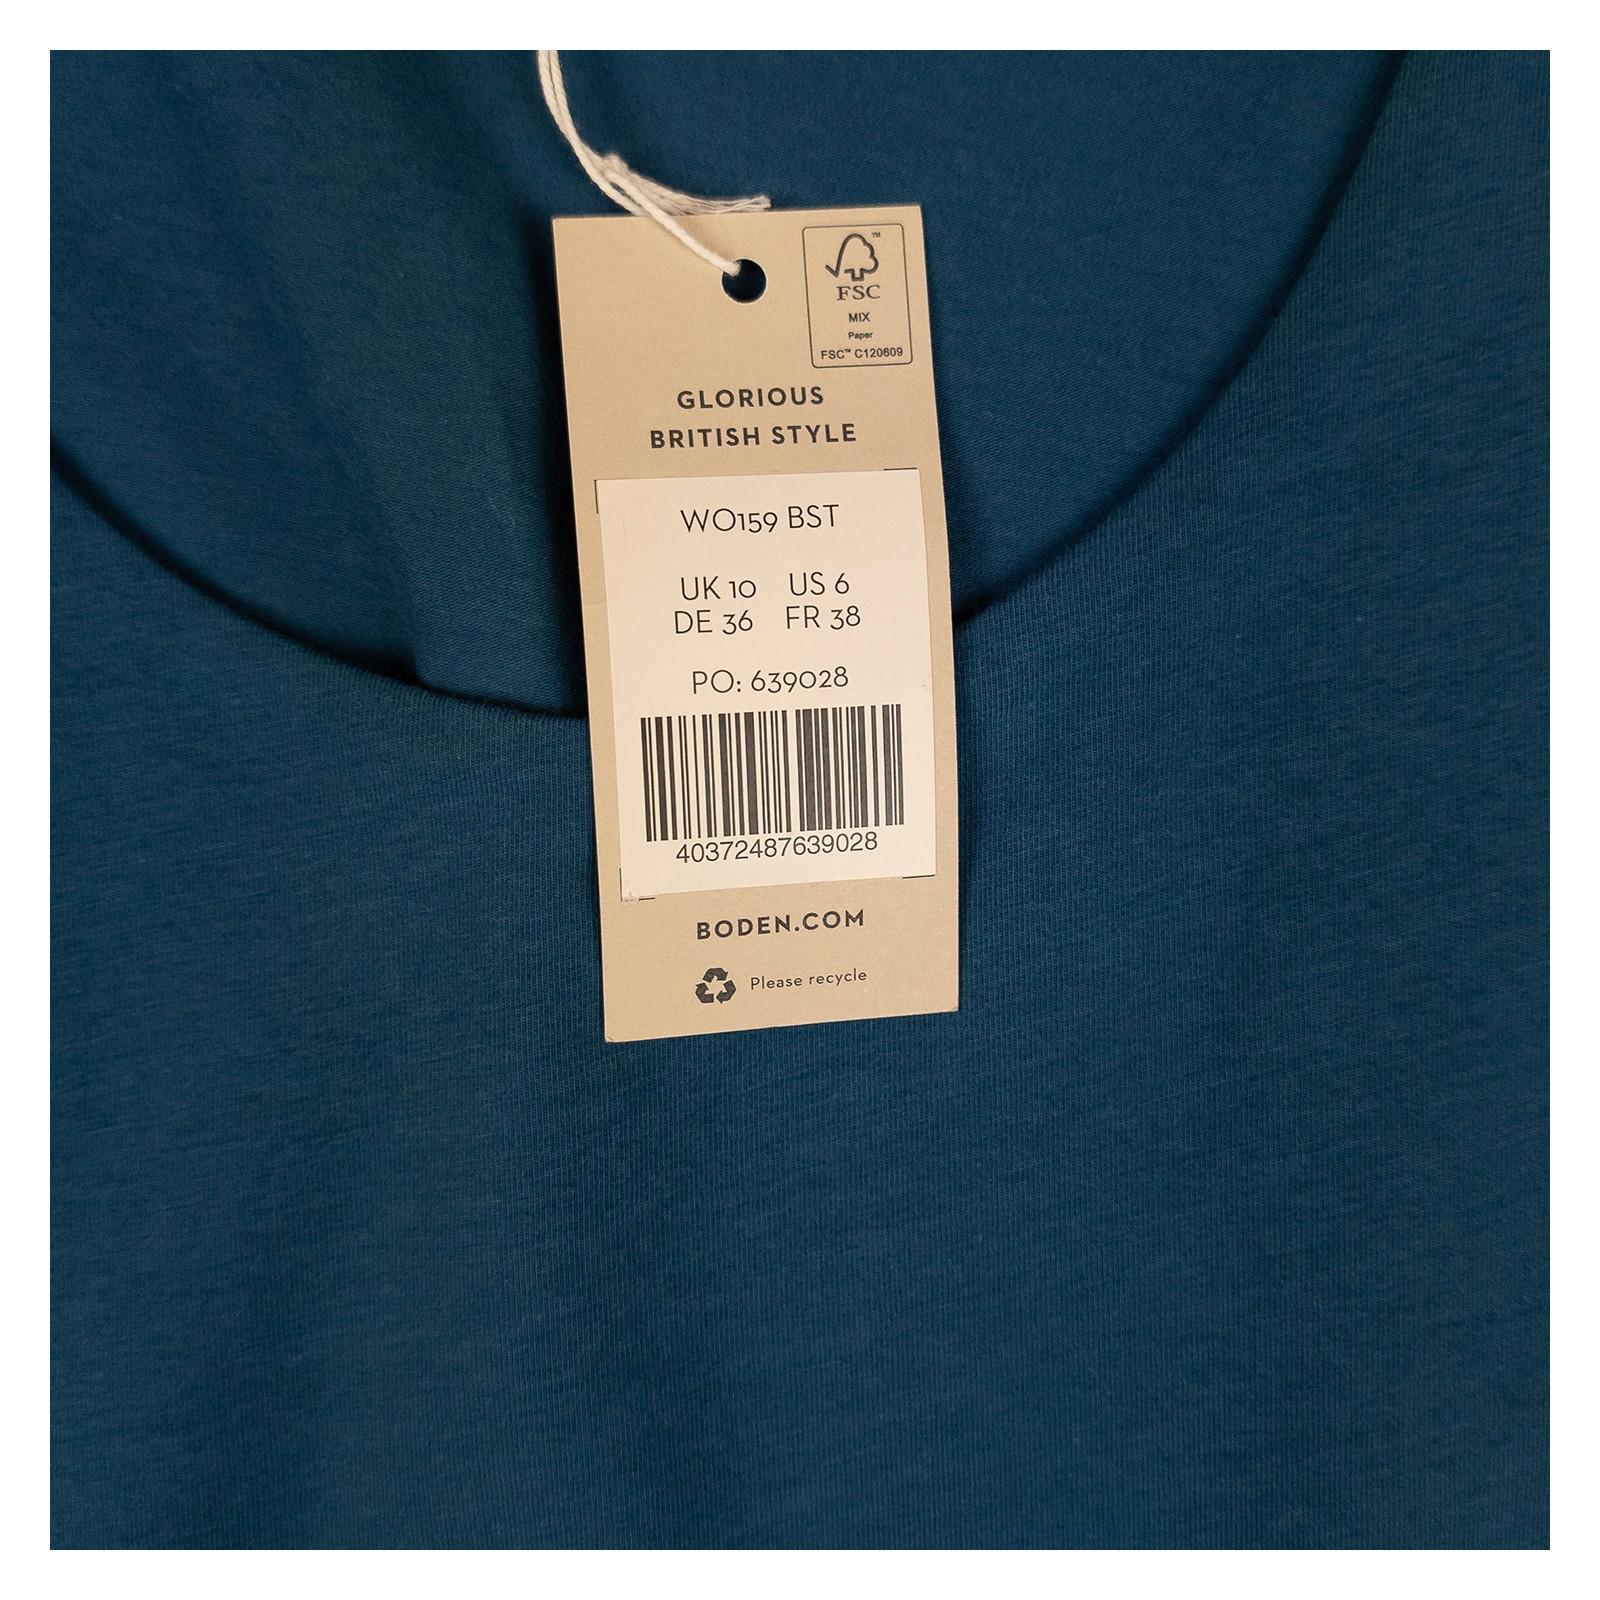 ™
FSC
MIX
Paper
FSC™ C120609
GLORIOUS
BRITISH STYLE
WO159 BST
UK 10 US 6
DE 36 FR 38
PO: 639028
40372487639028
BODEN.COM
Please recycle